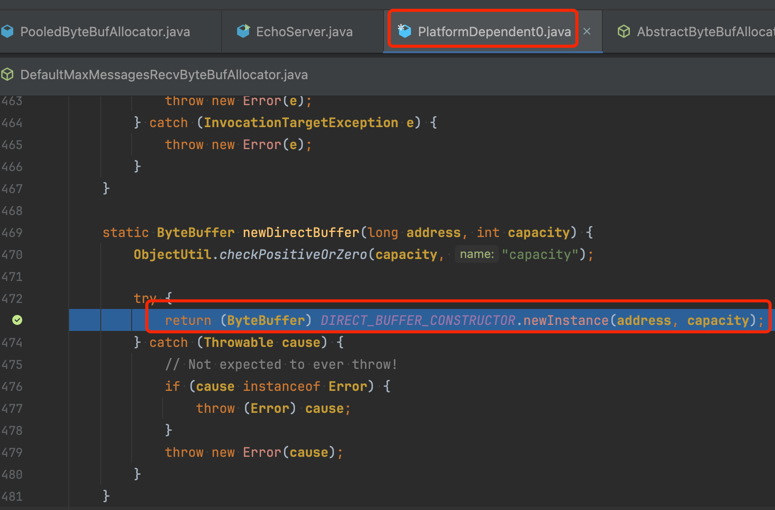 PooledByteBufAllocator.java EchoServer.java PlatformDependent0.java × AbstractByteBufAllocat
DefaultMaxMessagesRecvByteBufAllocator.java
463 throw new Error(e);
464 } catch (InvocationTargetException e) {
465 throw new Error(e);
466 }
467 }
468
469 static ByteBuffer newDirectBuffer(long address, int capacity) {
470 ObjectUtil.checkPositiveOrZero(capacity, name: "capacity");
471
472 try {
return (ByteBuffer) DIRECT_BUFFER_CONSTRUCTOR.newInstance(address, capacity);
474 } catch (Throwable cause) {
475 // Not expected to ever throw!
476 if (cause instanceof Error) {
477 throw (Error) cause;
478 }
479 throw new Error(cause);
480 }
481 }